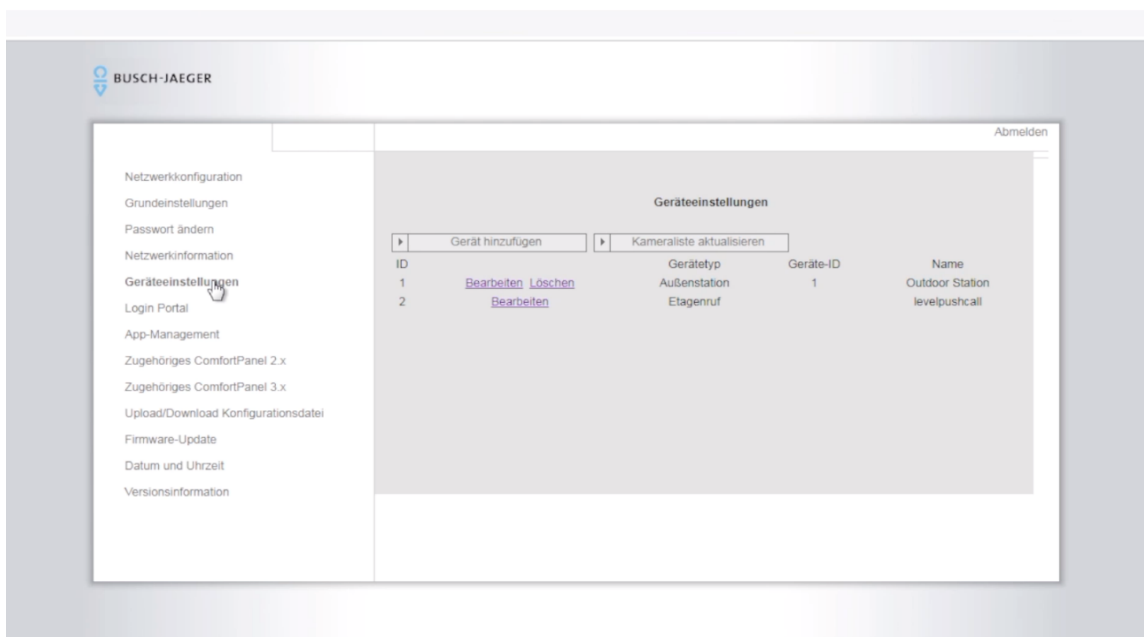 BUSCH-JAEGER
Abmelden
Netzwerkkonfiguration
Grundeinstellungen
Passwort ändern
Netzwerkinformation
Geräteeinstellungen
Login Portal
App-Management
Zugehöriges ComfortPanel 2.x
Zugehöriges ComfortPanel 3.x
Upload/Download Konfigurationsdatei
Firmware-Update
Datum und Uhrzeit
Versionsinformation
Geräteeinstellungen
Gerät hinzufügen Kameraliste aktualisieren
ID Gerätetyp Geräte-ID Name
1 Bearbeiten Löschen Außenstation 1 Outdoor Station
2 Bearbeiten Etagenruf levelpushcall